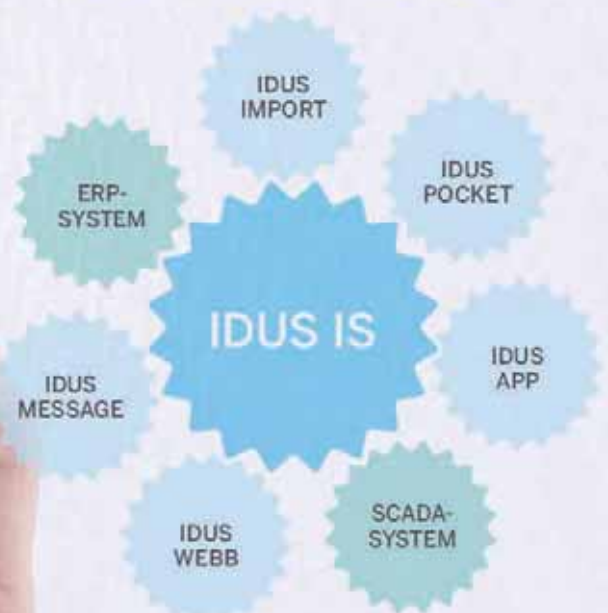 IDUS
IMPORT
IDUS
POCKET
ERP-
SYSTEM
IDUS IS
IDUS
APP
IDUS
MESSAGE
SCADA-
SYSTEM
IDUS
WEBB